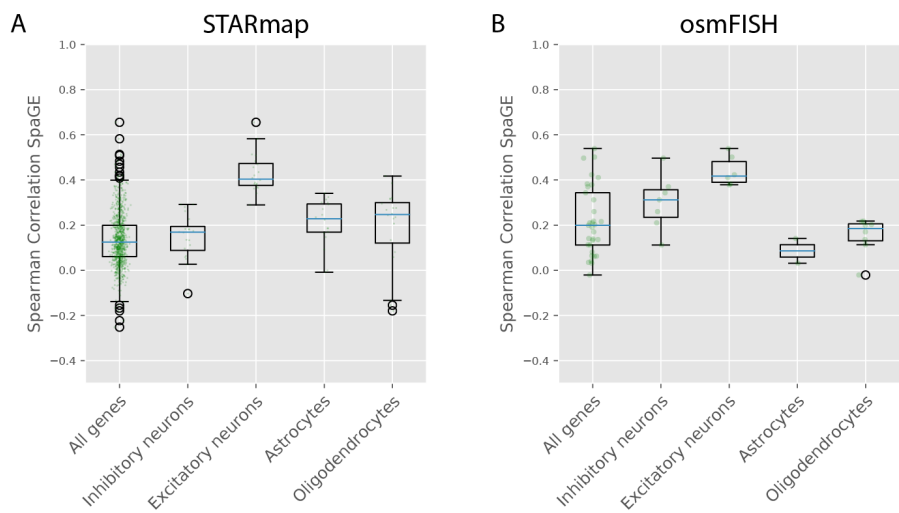 A
STARmap
Spearman Correlation SpaGE
1.0
0.8
0.6
0.4
0.2
0.0
−0.2
−0.4
All genes
Inhibitory neurons
Excitatory neurons
Astrocytes
Oligodendrocytes
B
osmFISH
Spearman Correlation SpaGE
1.0
0.8
0.6
0.4
0.2
0.0
−0.2
−0.4
All genes
Inhibitory neurons
Excitatory neurons
Astrocytes
Oligodendrocytes